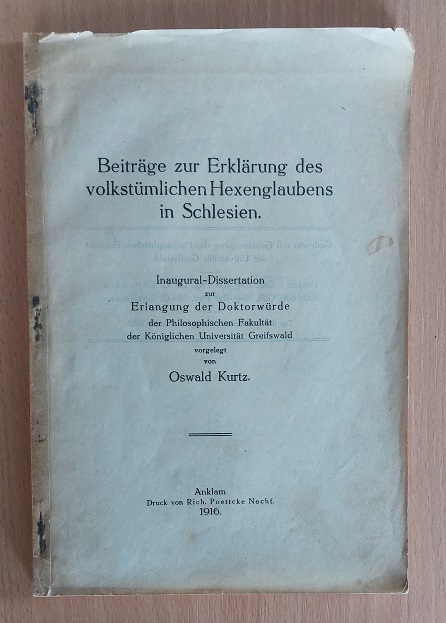 Beiträge zur Erklärung des
volkstümlichen Hexenglaubens
in Schlesien.
Inaugural-Dissertation
zur
Erlangung der Doktorwürde
der Philosophischen Fakultät
der Königlichen Universität Greifswald
vorgelegt
von
Oswald Kurtz.
Anklam
Druck von Rich. Poettcke Nachf.
1916.